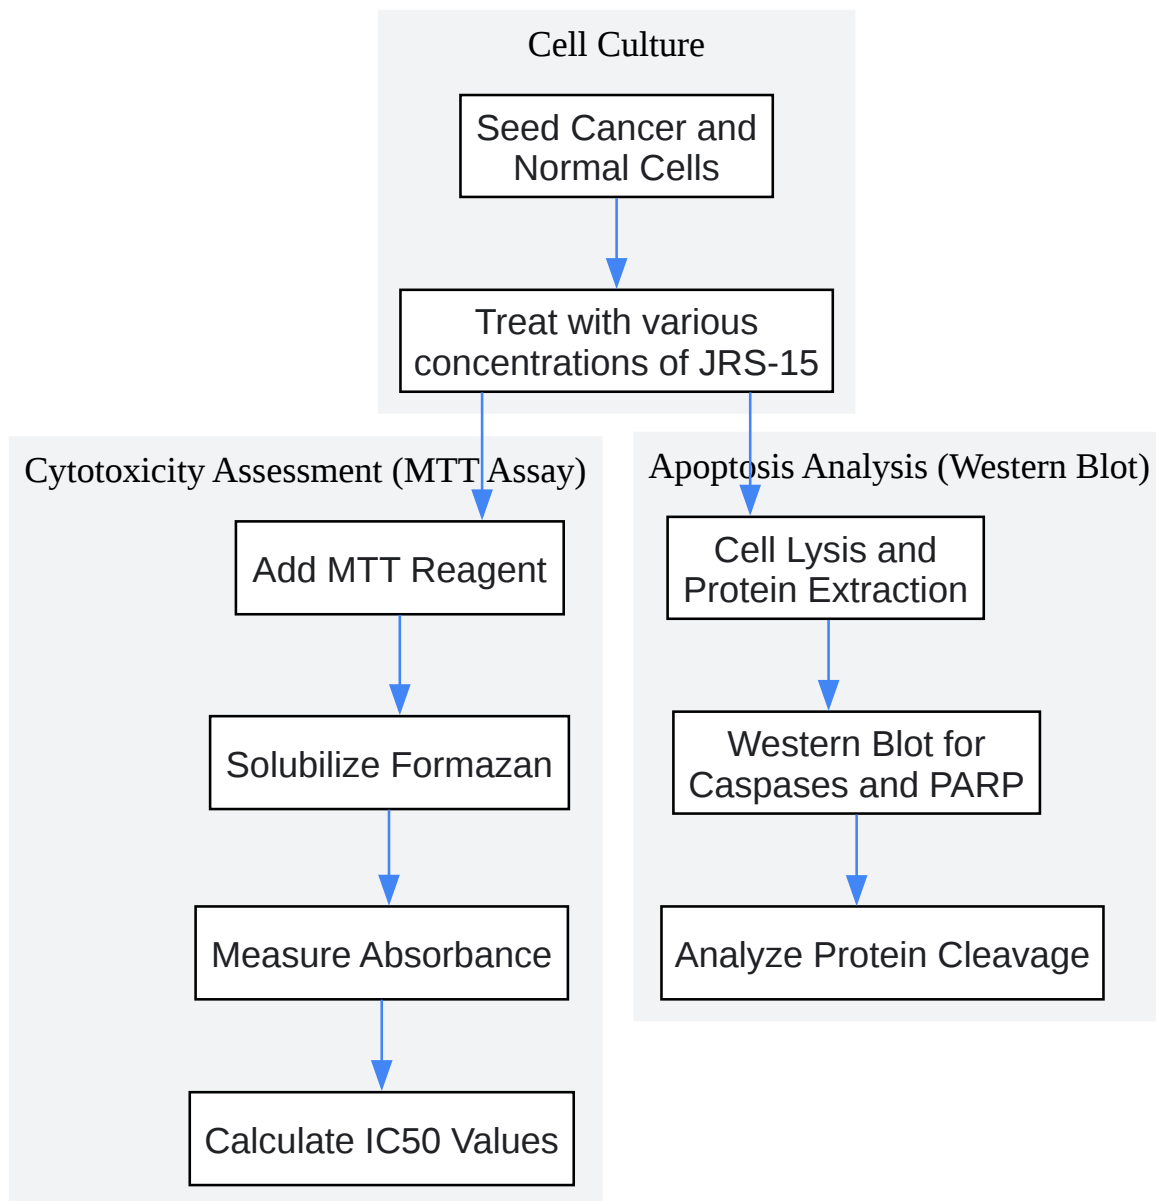 Cell Culture
Seed Cancer and
Normal Cells
Treat with various
concentrations of JRS-15
Cytotoxicity Assessment (MTT Assay)
Add MTT Reagent
Solubilize Formazan
Measure Absorbance
Calculate IC50 Values
Apoptosis Analysis (Western Blot)
Cell Lysis and
Protein Extraction
Western Blot for
Caspases and PARP
Analyze Protein Cleavage